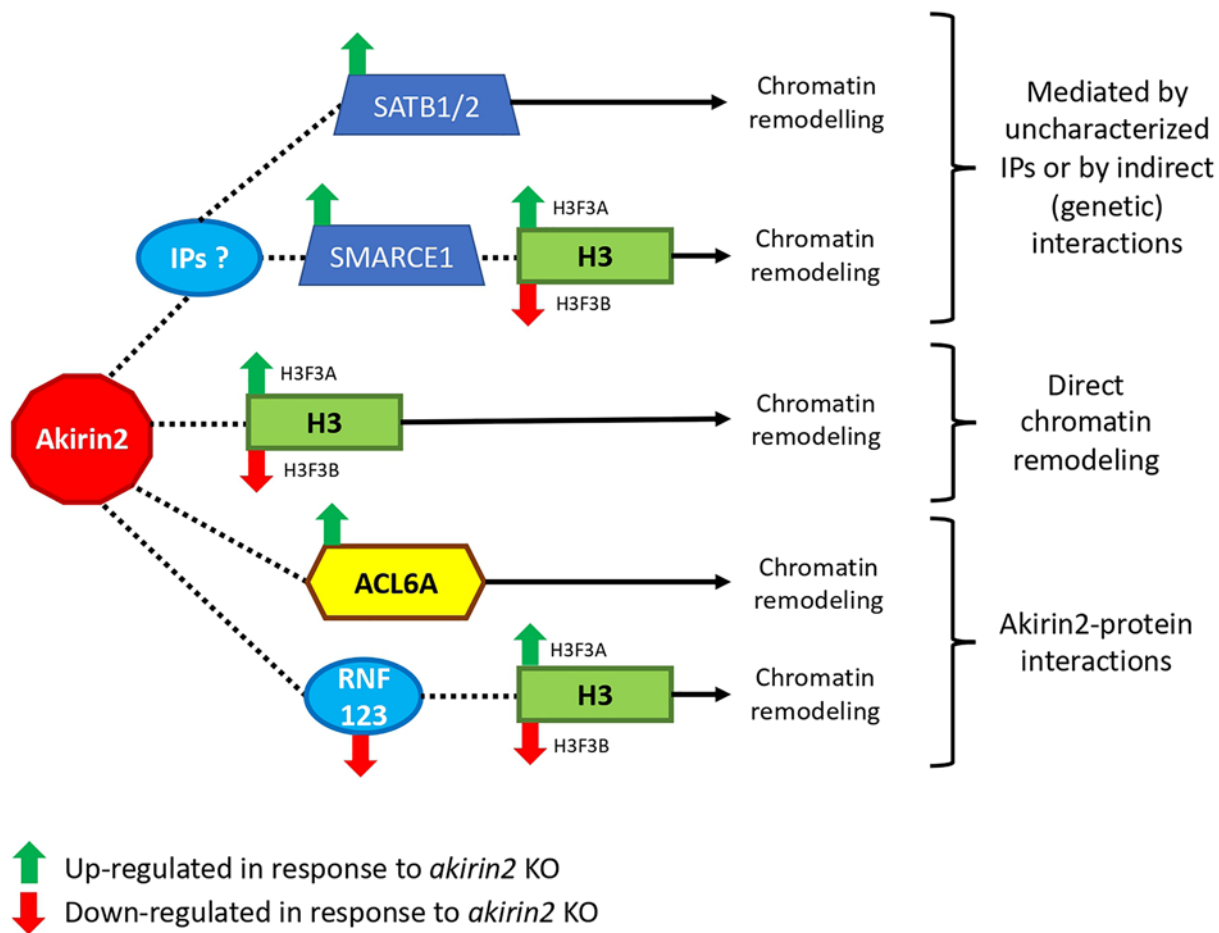 SATB1/2
Chromatin
remodelling
Mediated by
uncharacterized
IPs or by indirect
(genetic)
interactions
IPs ?
SMARCE1
H3F3A
H3
H3F3B
Chromatin
remodeling
Akirin2
H3F3A
H3
H3F3B
Chromatin
remodeling
Direct
chromatin
remodeling
ACL6A
Chromatin
remodeling
Akirin2-protein
interactions
RNF
123
H3F3A
H3
H3F3B
Chromatin
remodeling
Up-regulated in response to akirin2 KO
Down-regulated in response to akirin2 KO